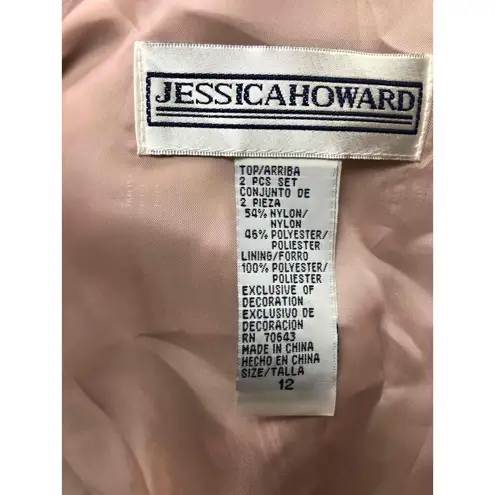 JESSICAHOWARD
TOP/ARRIBA
2 PCS SET
CONJUNTO DE
2 PIEZA
54% NYLON/
NYLON
46% POLYESTER/
POLIESTER
LINING/FORRO
100% POLYESTER/
POLIESTER
EXCLUSIVE OF
DECORATION
EXCLUSIVO DE
DECORACION
RN 70643
MADE IN CHINA
HECHO EN CHINA
SIZE/TALLA
12